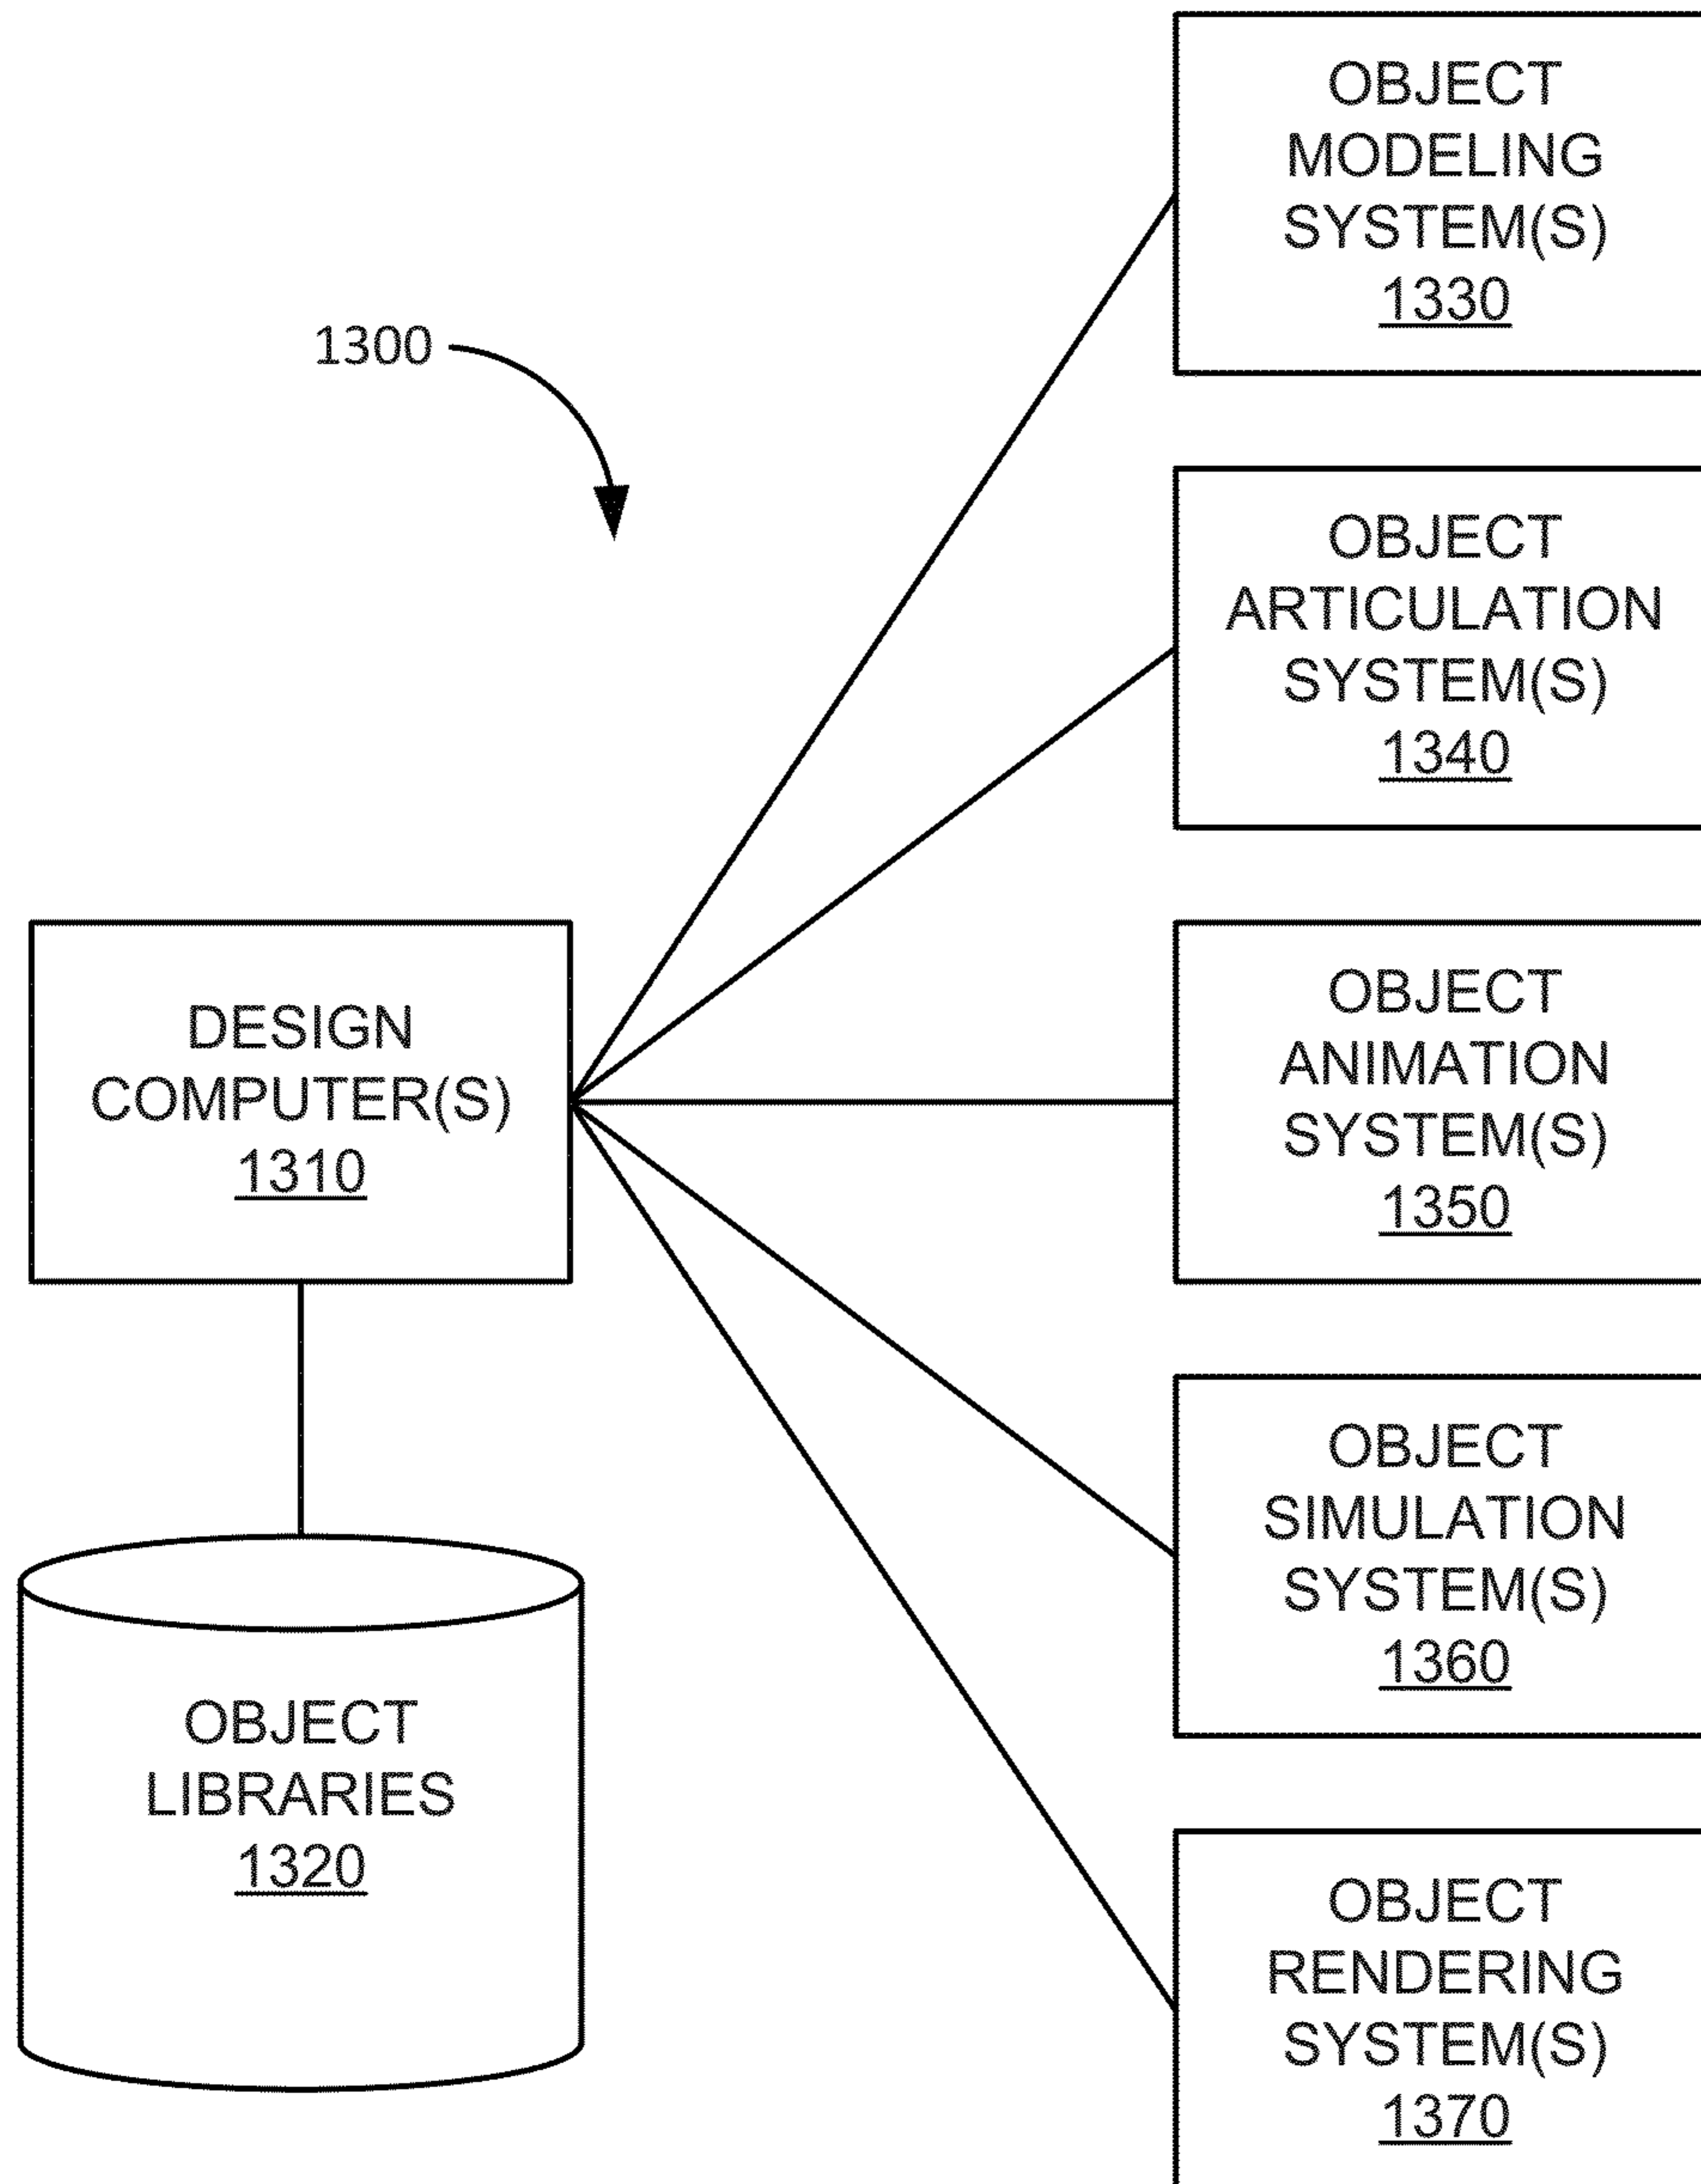 OBJECT
MODELING
SYSTEM(S)
1330
1300
OBJECT
ARTICULATION
SYSTEM(S)
1340
DESIGN
COMPUTER(S)
1310
OBJECT
ANIMATION
SYSTEM(S)
1350
OBJECT
SIMULATION
SYSTEM(S)
1360
OBJECT
LIBRARIES
1320
OBJECT
RENDERING
SYSTEM(S)
1370